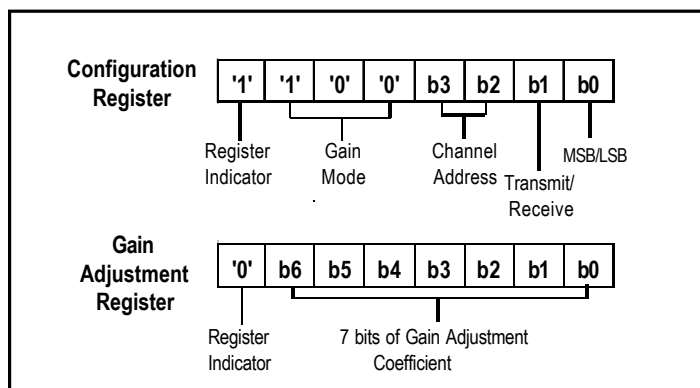 Configuration
Register
'1' '1' '0' '0' b3 b2 b1 b0
Register
Indicator
Gain
Mode
Channel
Address
Transmit/
Receive
MSB/LSB
Gain
Adjustment
Register
'0' b6 b5 b4 b3 b2 b1 b0
Register
Indicator
7 bits of Gain Adjustment
Coefficient